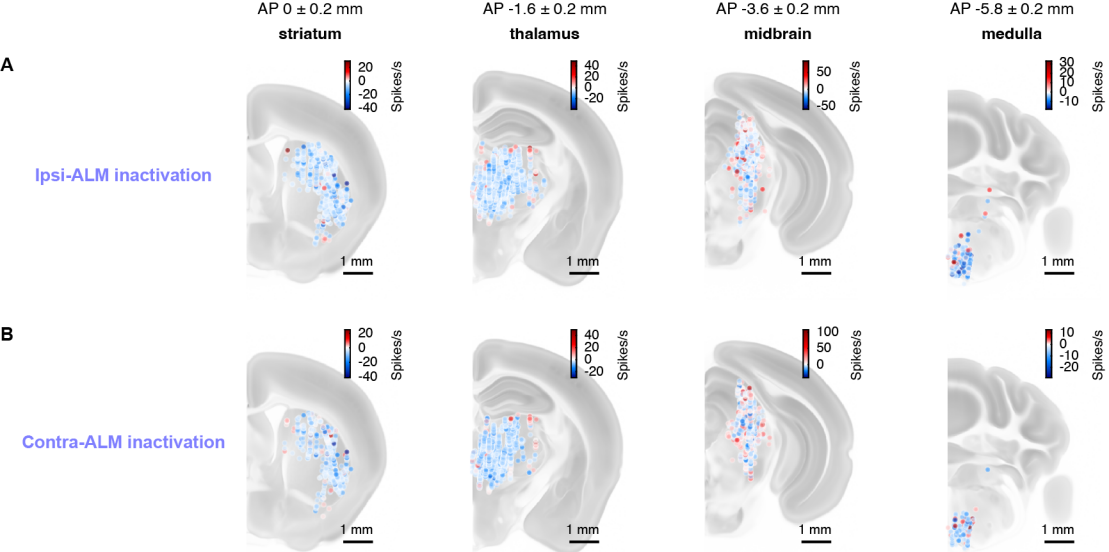 AP 0 ± 0.2 mm
AP -1.6 ± 0.2 mm
AP -3.6 ± 0.2 mm
AP -5.8 ± 0.2 mm
striatum
thalamus
midbrain
medulla
A
Ipsi-ALM inactivation
20
0
-20
-40
Spikes/s
1 mm
40
20
0
-20
Spikes/s
1 mm
50
0
-50
Spikes/s
1 mm
30
20
10
0
-10
Spikes/s
1 mm
B
Contra-ALM inactivation
20
0
-20
-40
Spikes/s
1 mm
40
20
0
-20
Spikes/s
1 mm
100
50
0
Spikes/s
1 mm
10
0
-10
-20
Spikes/s
1 mm